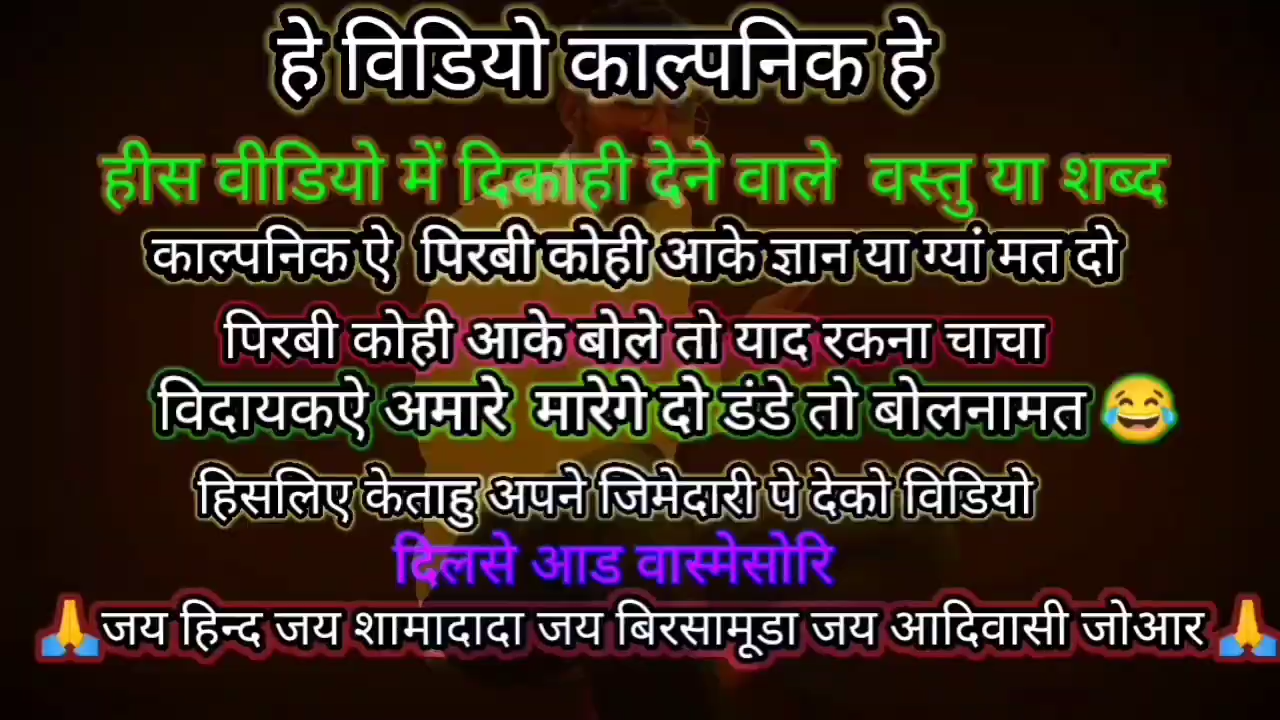 हे विडियो काल्पनिक हे
हीस वीडियो में दिकाही देने वाले वस्तु या शब्द
काल्पनिक ऐ पिरबी कोही आके ज्ञान या ग्यां मत दो
पिरबी कोही आके बोले तो याद रकना चाचा
विदायकऐ अमारे मारेगे दो डंडे तो बोलनामत 😂
हिसलिए केताहु अपने जिमेदारी पे देको विडियो
दिलसे आड वास्मेसोरि
🙏जय हिन्द जय शामादादा जय बिरसामूडा जय आदिवासी जोआर 🙏